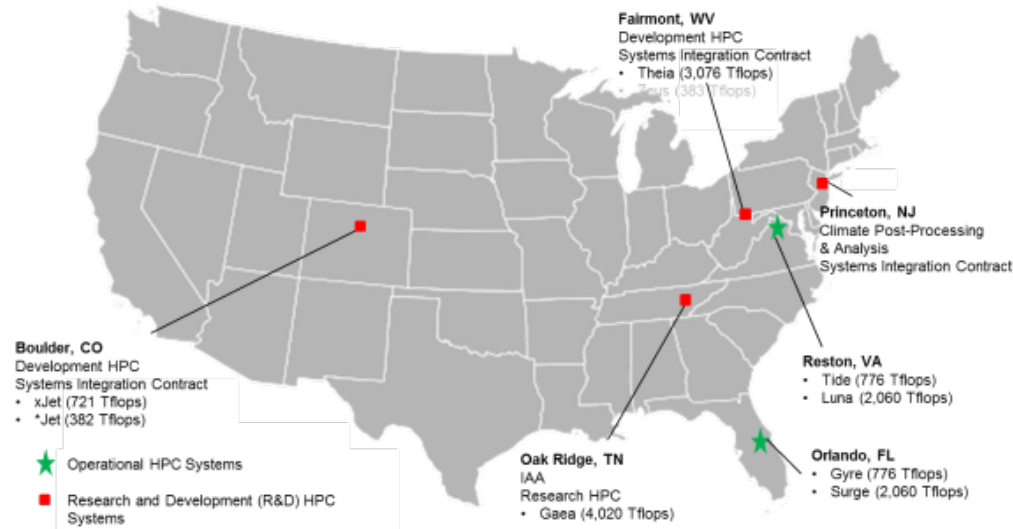 Fairmont, WV
Development HPC
Systems Integration Contract
• Theia (3,076 Tflops)
• Zeus (383 Tflops)
Princeton, NJ
Climate Post-Processing
& Analysis
Systems Integration Contract
Boulder, CO
Development HPC
Systems Integration Contract
• xJet (721 Tflops)
• *Jet (382 Tflops)
Reston, VA
• Tide (776 Tflops)
• Luna (2,060 Tflops)
Oak Ridge, TN
IAA
Research HPC
• Gaea (4,020 Tflops)
Orlando, FL
• Gyre (776 Tflops)
• Surge (2,060 Tflops)
Operational HPC Systems
Research and Development (R&D) HPC
Systems